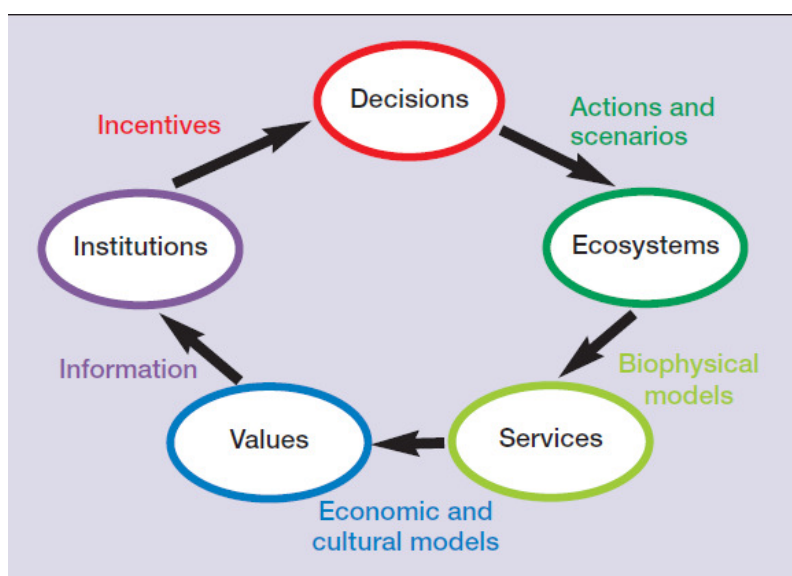 Decisions
Incentives
Actions and
scenarios
Institutions
Ecosystems
Information
Biophysical
models
Values
Services
Economic and
cultural models